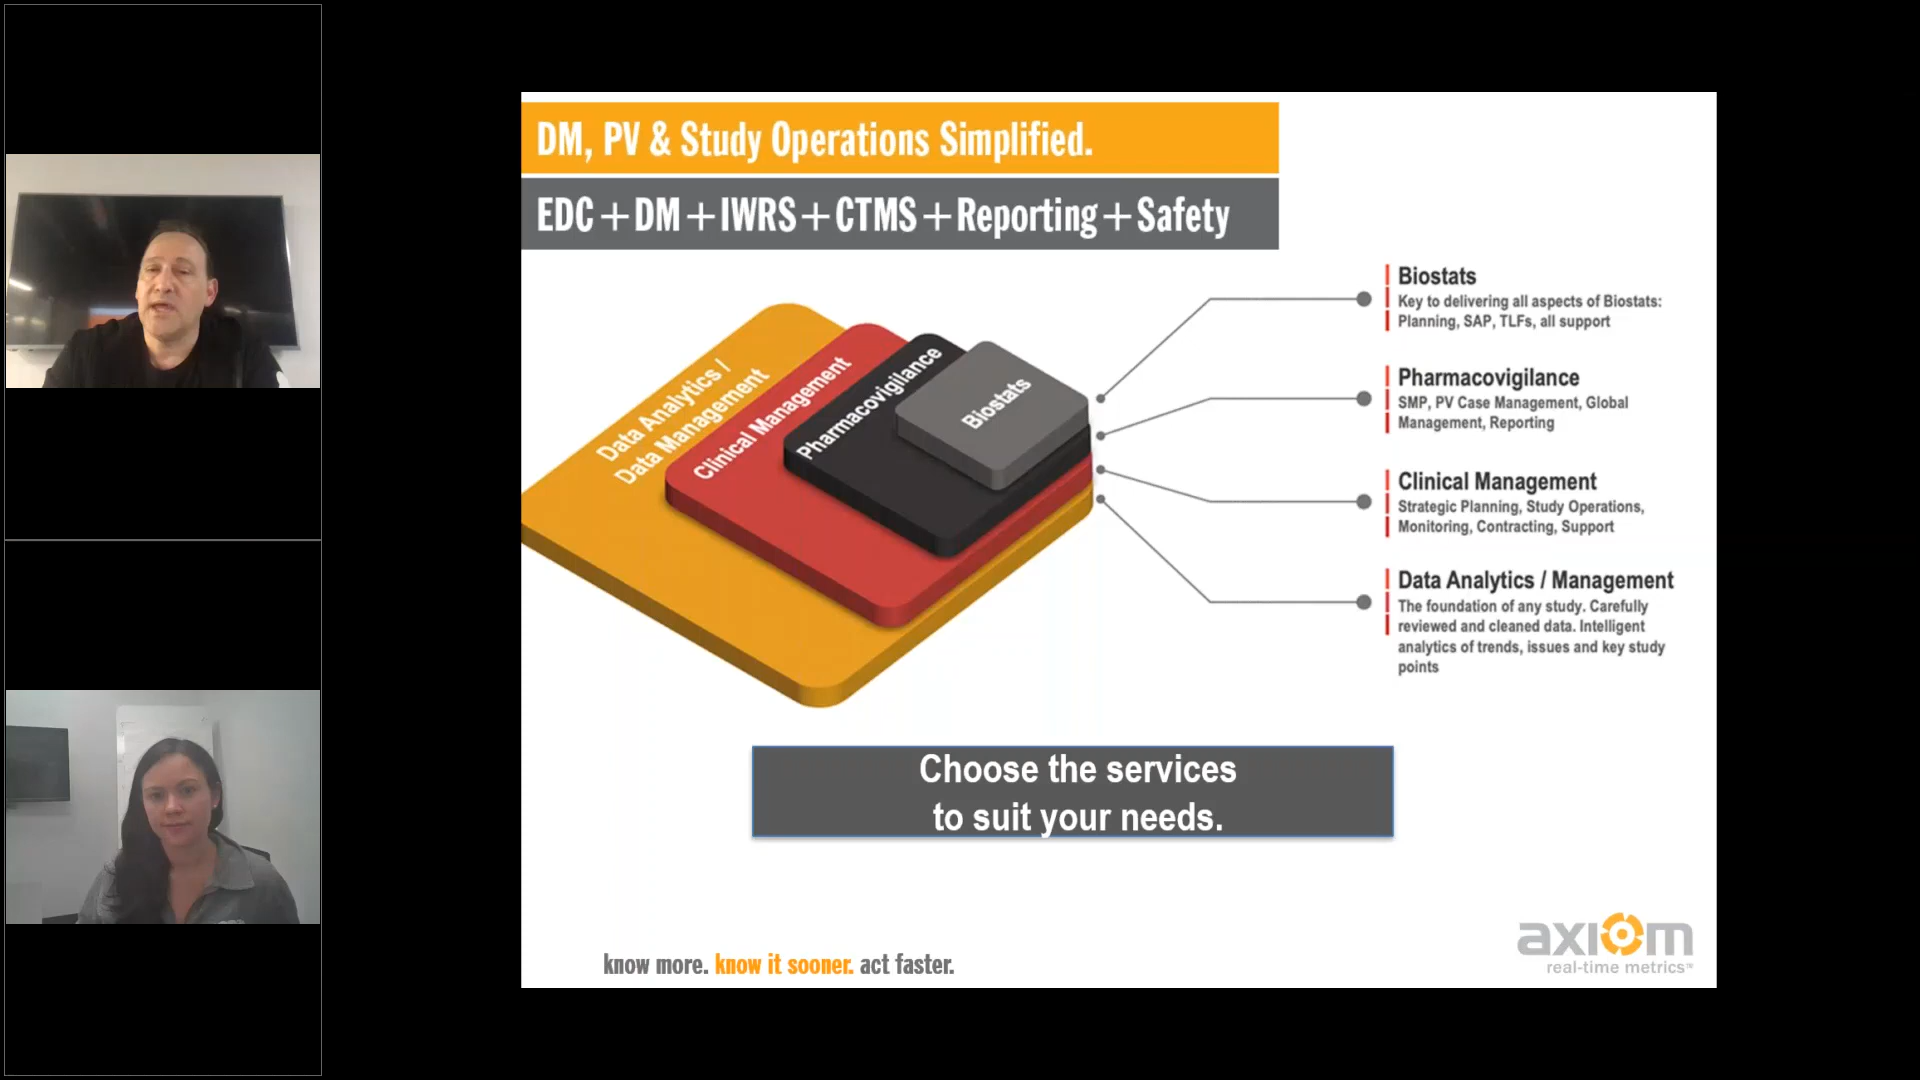 DM, PV & Study Operations Simplified.
EDC+DM+IWRS+CTMS+Reporting+Safety
Data Analytics /
Data Management
Clinical Management
Pharmacovigilance
Biostats
Biostats
Key to delivering all aspects of Biostats:
Planning, SAP, TLFs, all support
Pharmacovigilance
SMP, PV Case Management, Global
Management, Reporting
Clinical Management
Strategic Planning, Study Operations,
Monitoring, Contracting, Support
Data Analytics / Management
The foundation of any study. Carefully
reviewed and cleaned data. Intelligent
analytics of trends, issues and key study
points
Choose the services
to suit your needs.
know more. know it sooner. act faster.
axiom
real-time metrics™